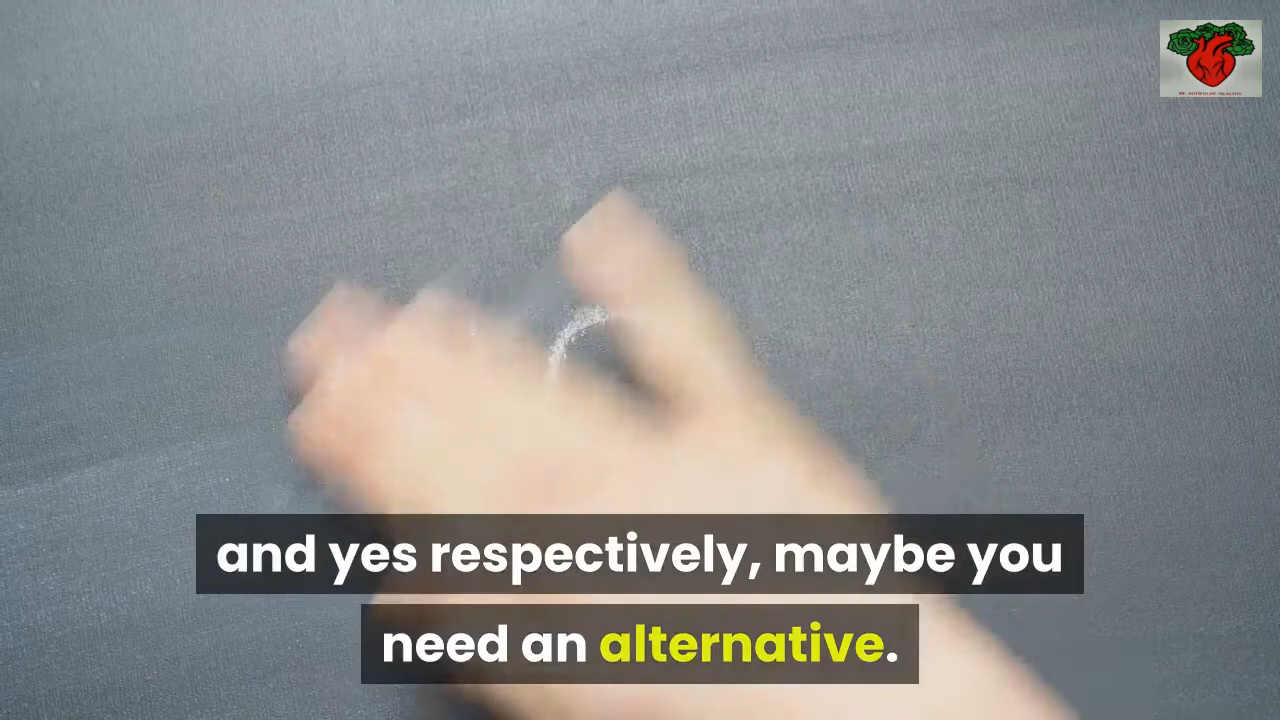 and yes respectively, maybe you
need an alternative.